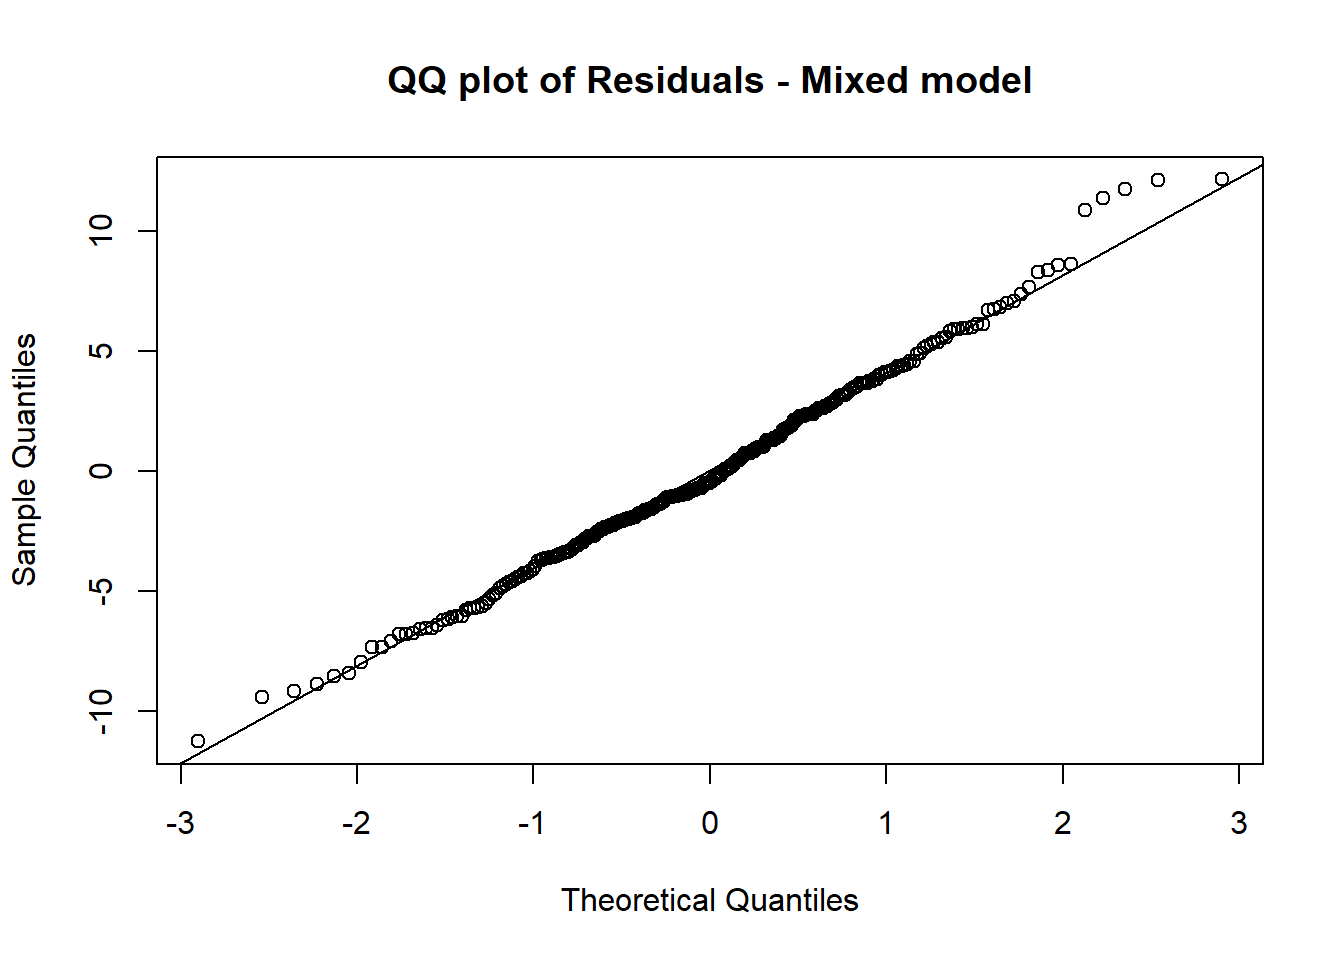 QQ plot of Residuals - Mixed model
10
5
0
-5
-10
Sample Quantiles
-3 -2 -1 0 1 2 3
Theoretical Quantiles